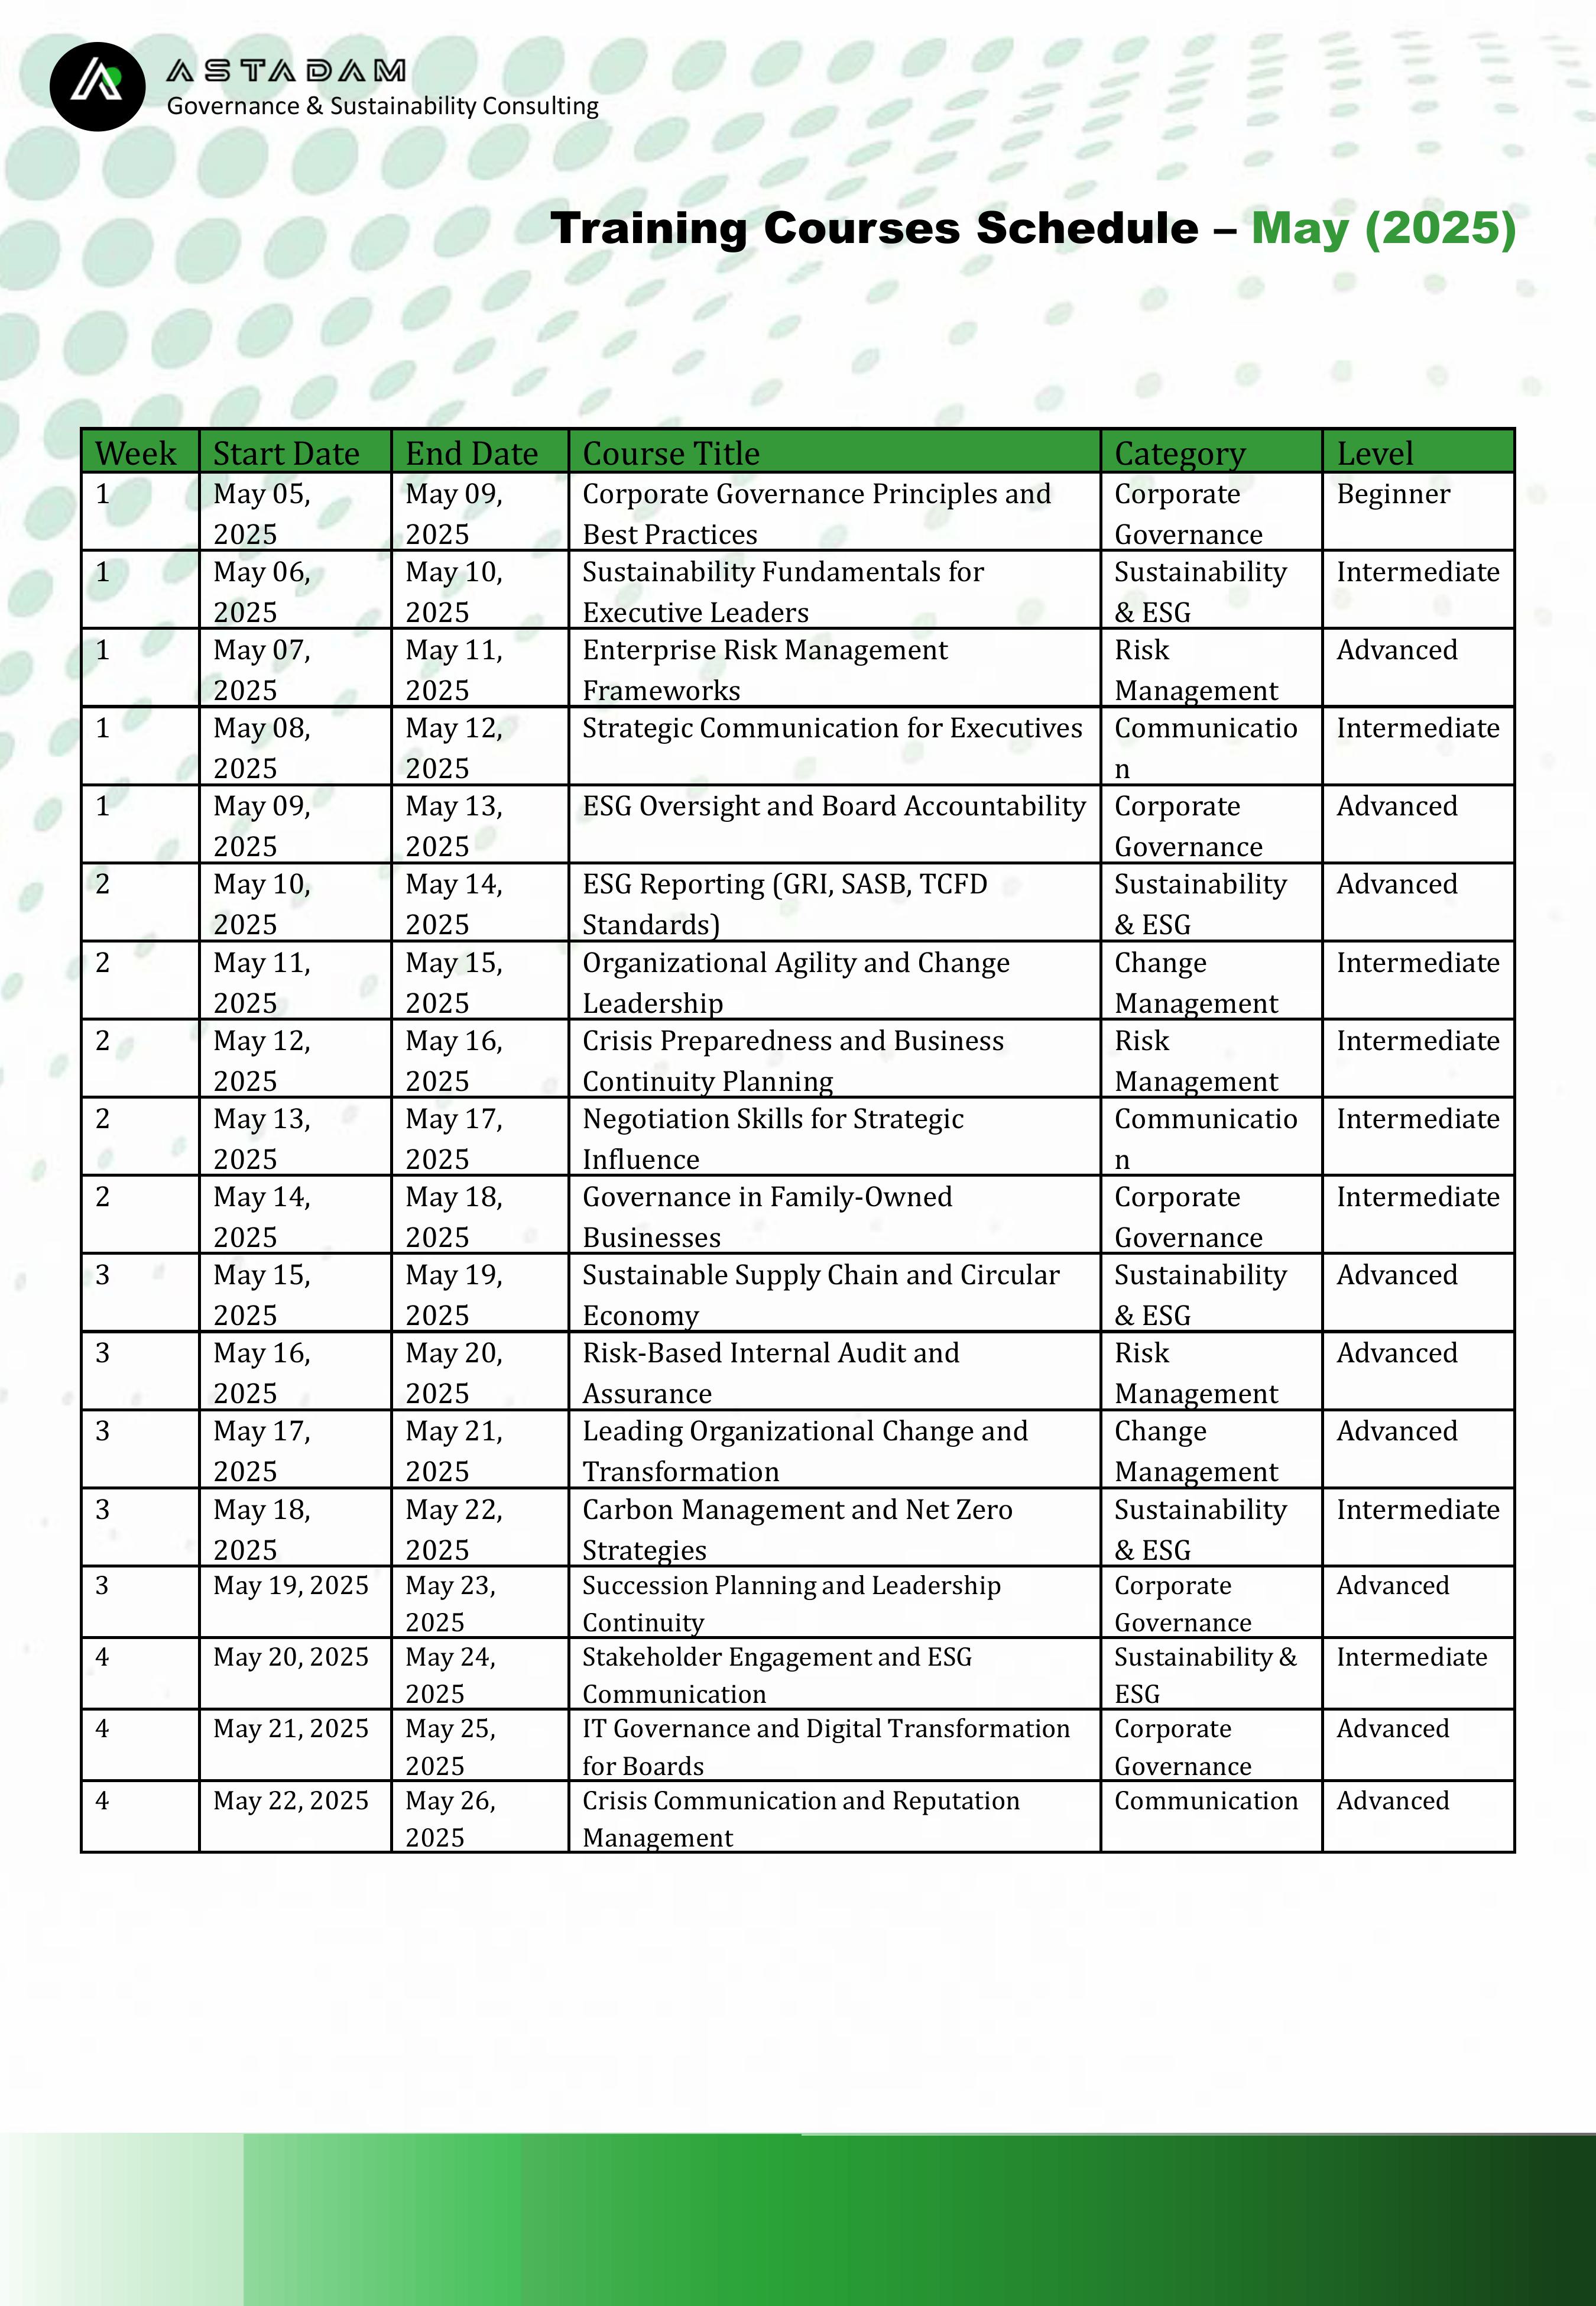 ASTADAM
Governance & Sustainability Consulting
Training Courses Schedule – May (2025)
Week Start Date End Date Course Title Category Level
1 May 05, May 09, Corporate Governance Principles and Corporate Beginner
2025 2025 Best Practices Governance
1 May 06, May 10, Sustainability Fundamentals for Sustainability Intermediate
2025 2025 Executive Leaders & ESG
1 May 07, May 11, Enterprise Risk Management Risk Advanced
2025 2025 Frameworks Management
1 May 08, May 12, Strategic Communication for Executives Communicatio Intermediate
2025 2025 n
1 May 09, May 13, ESG Oversight and Board Accountability Corporate Advanced
2025 2025 Governance
2 May 10, May 14, ESG Reporting (GRI, SASB, TCFD Sustainability Advanced
2025 2025 Standards) & ESG
2 May 11, May 15, Organizational Agility and Change Change Intermediate
2025 2025 Leadership Management
2 May 12, May 16, Crisis Preparedness and Business Risk Intermediate
2025 2025 Continuity Planning Management
2 May 13, May 17, Negotiation Skills for Strategic Communicatio Intermediate
2025 2025 Influence n
2 May 14, May 18, Governance in Family-Owned Corporate Intermediate
2025 2025 Businesses Governance
3 May 15, May 19, Sustainable Supply Chain and Circular Sustainability Advanced
2025 2025 Economy & ESG
3 May 16, May 20, Risk-Based Internal Audit and Risk Advanced
2025 2025 Assurance Management
3 May 17, May 21, Leading Organizational Change and Change Advanced
2025 2025 Transformation Management
3 May 18, May 22, Carbon Management and Net Zero Sustainability Intermediate
2025 2025 Strategies & ESG
3 May 19, 2025 May 23, Succession Planning and Leadership Corporate Advanced
2025 Continuity Governance
4 May 20, 2025 May 24, Stakeholder Engagement and ESG Sustainability & Intermediate
2025 Communication ESG
4 May 21, 2025 May 25, IT Governance and Digital Transformation Corporate Advanced
2025 for Boards Governance
4 May 22, 2025 May 26, Crisis Communication and Reputation Communication Advanced
2025 Management